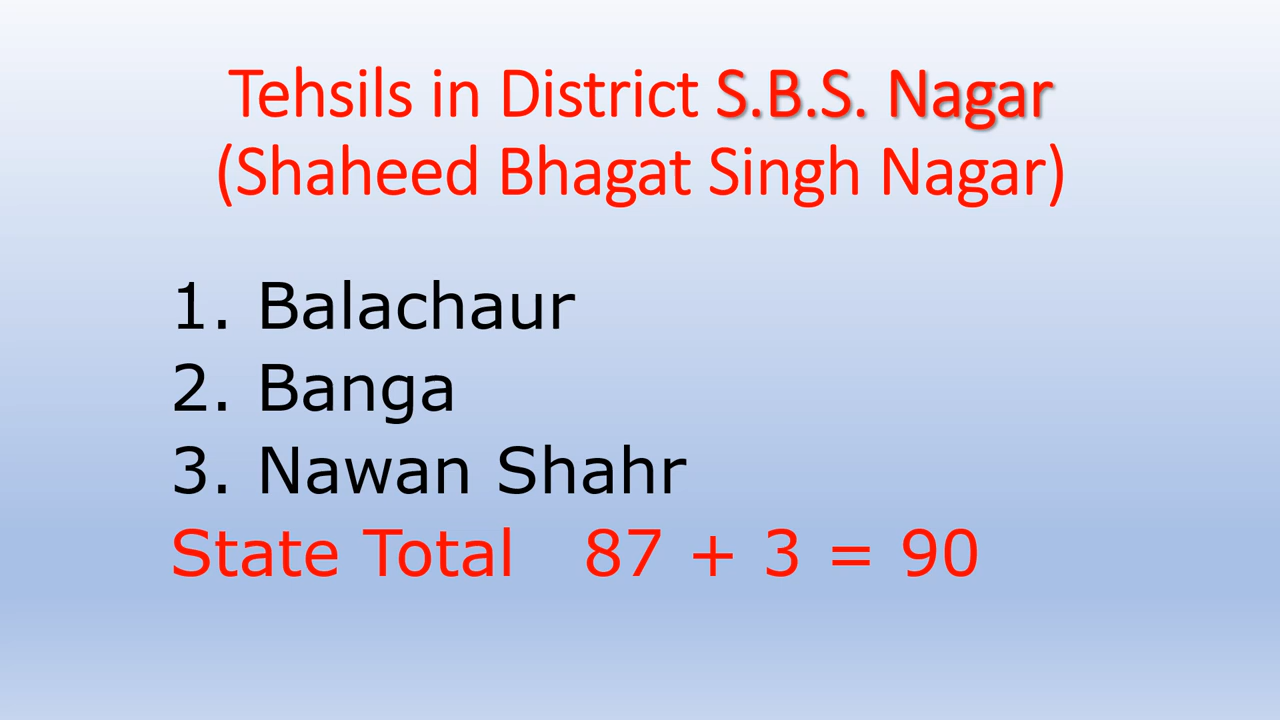 Tehsils in District S.B.S. Nagar
(Shaheed Bhagat Singh Nagar)
1. Balachaur
2. Banga
3. Nawan Shahr
State Total 87 + 3 = 90